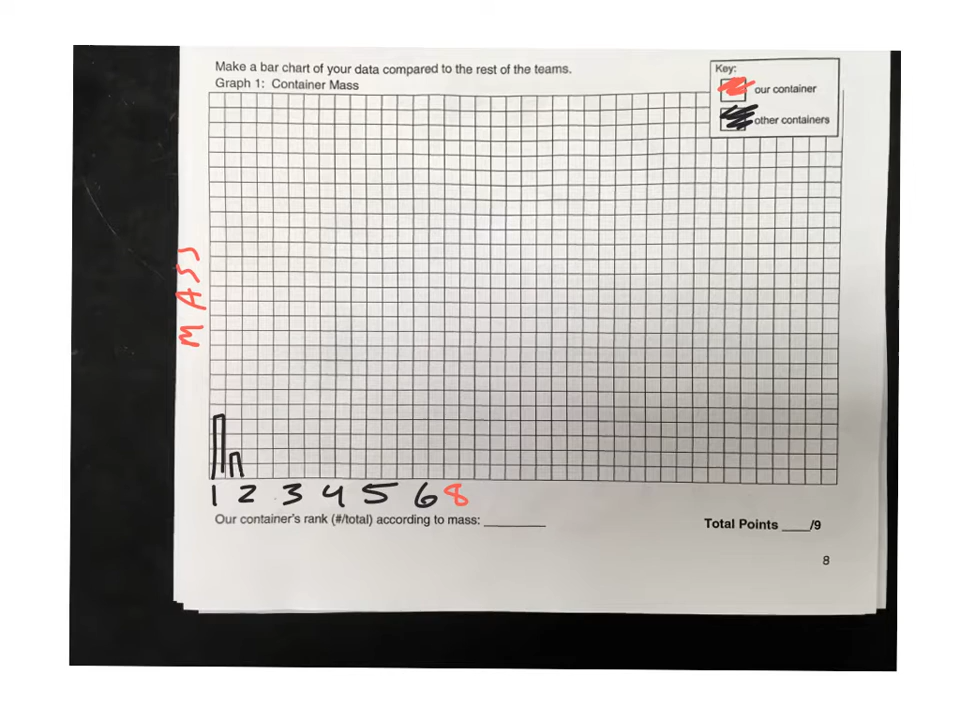 Make a bar chart of your data compared to the rest of the teams.
Graph 1: Container Mass
Key:
our container
other containers
MASS
1 2 3 4 5 6 8
Our container's rank (#/total) according to mass: ________
Total Points ____/9
8